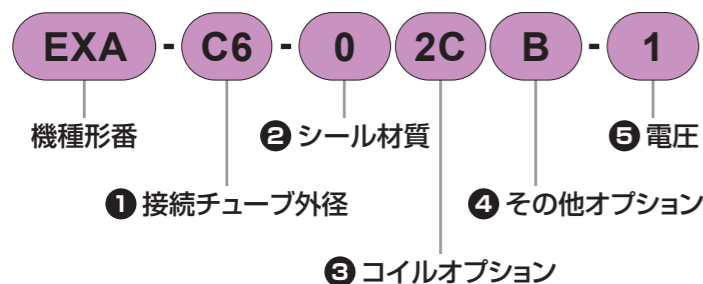 EXA - C6 - 0 2C B - 1
機種形番 ❷ シール材質 ❺ 電圧
❶ 接続チューブ外径 ❹ その他オプション
❸ コイルオプション